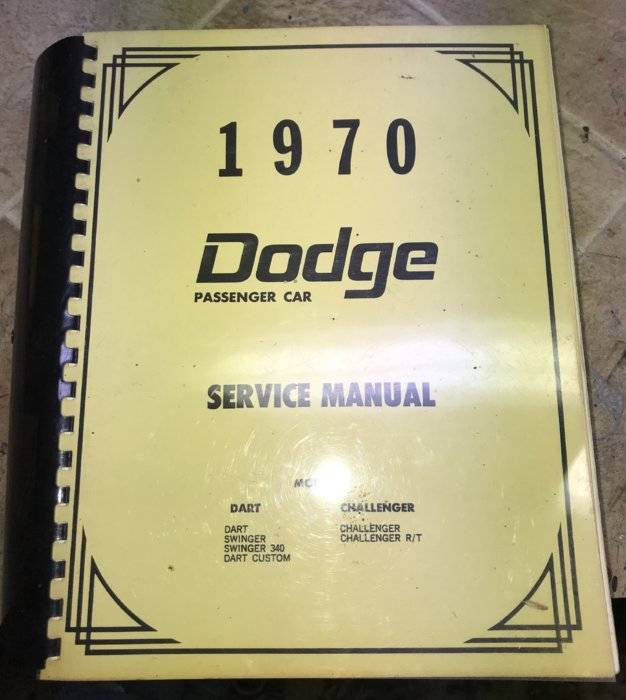 1970
Dodge
PASSENGER CAR
SERVICE MANUAL
DART CHALLENGER
DART CHALLENGER
SWINGER CHALLENGER R/T
SWINGER 340
DART CUSTOM